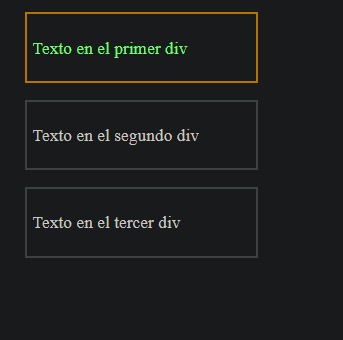 Texto en el primer div
Texto en el segundo div
Texto en el tercer div